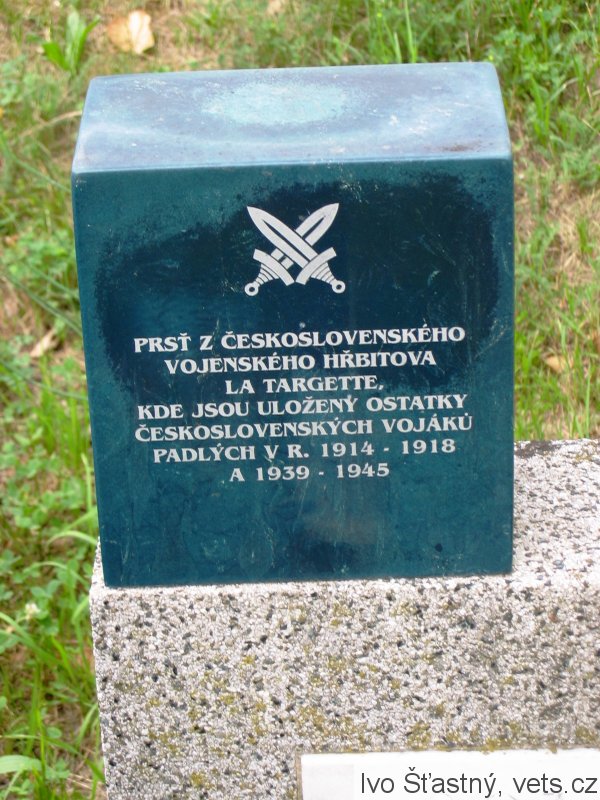 PRSŤ Z ČESKOSLOVENSKÉHO
VOJENSKÉHO HŘBITOVA
LA TARGETTE,
KDE JSOU ULOŽENÝ OSTATKY
ČESKOSLOVENSKÝCH VOJÁKŮ
PADLÝCH V R. 1914 - 1918
A 1939 - 1945
Ivo Šťastný, vets.cz